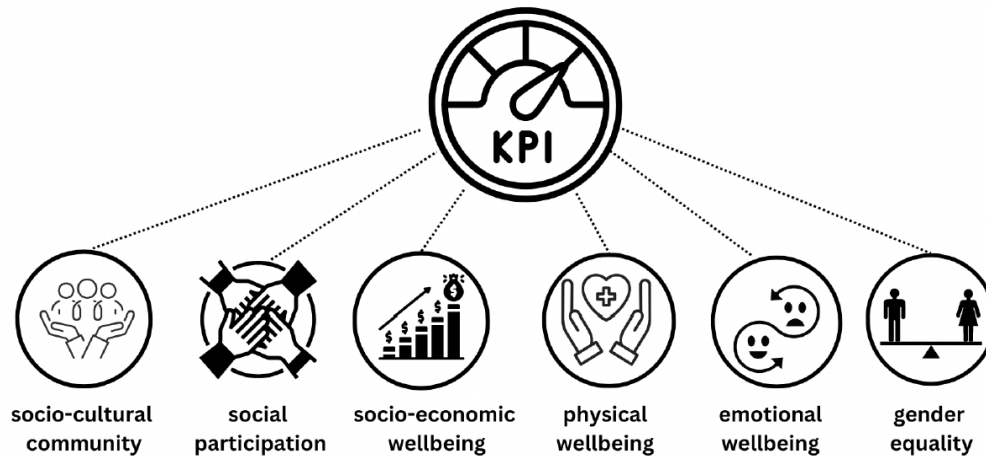 KPI
socio-cultural
community
social
participation
$ $ $ $ $
socio-economic
wellbeing
physical
wellbeing
emotional
wellbeing
gender
equality